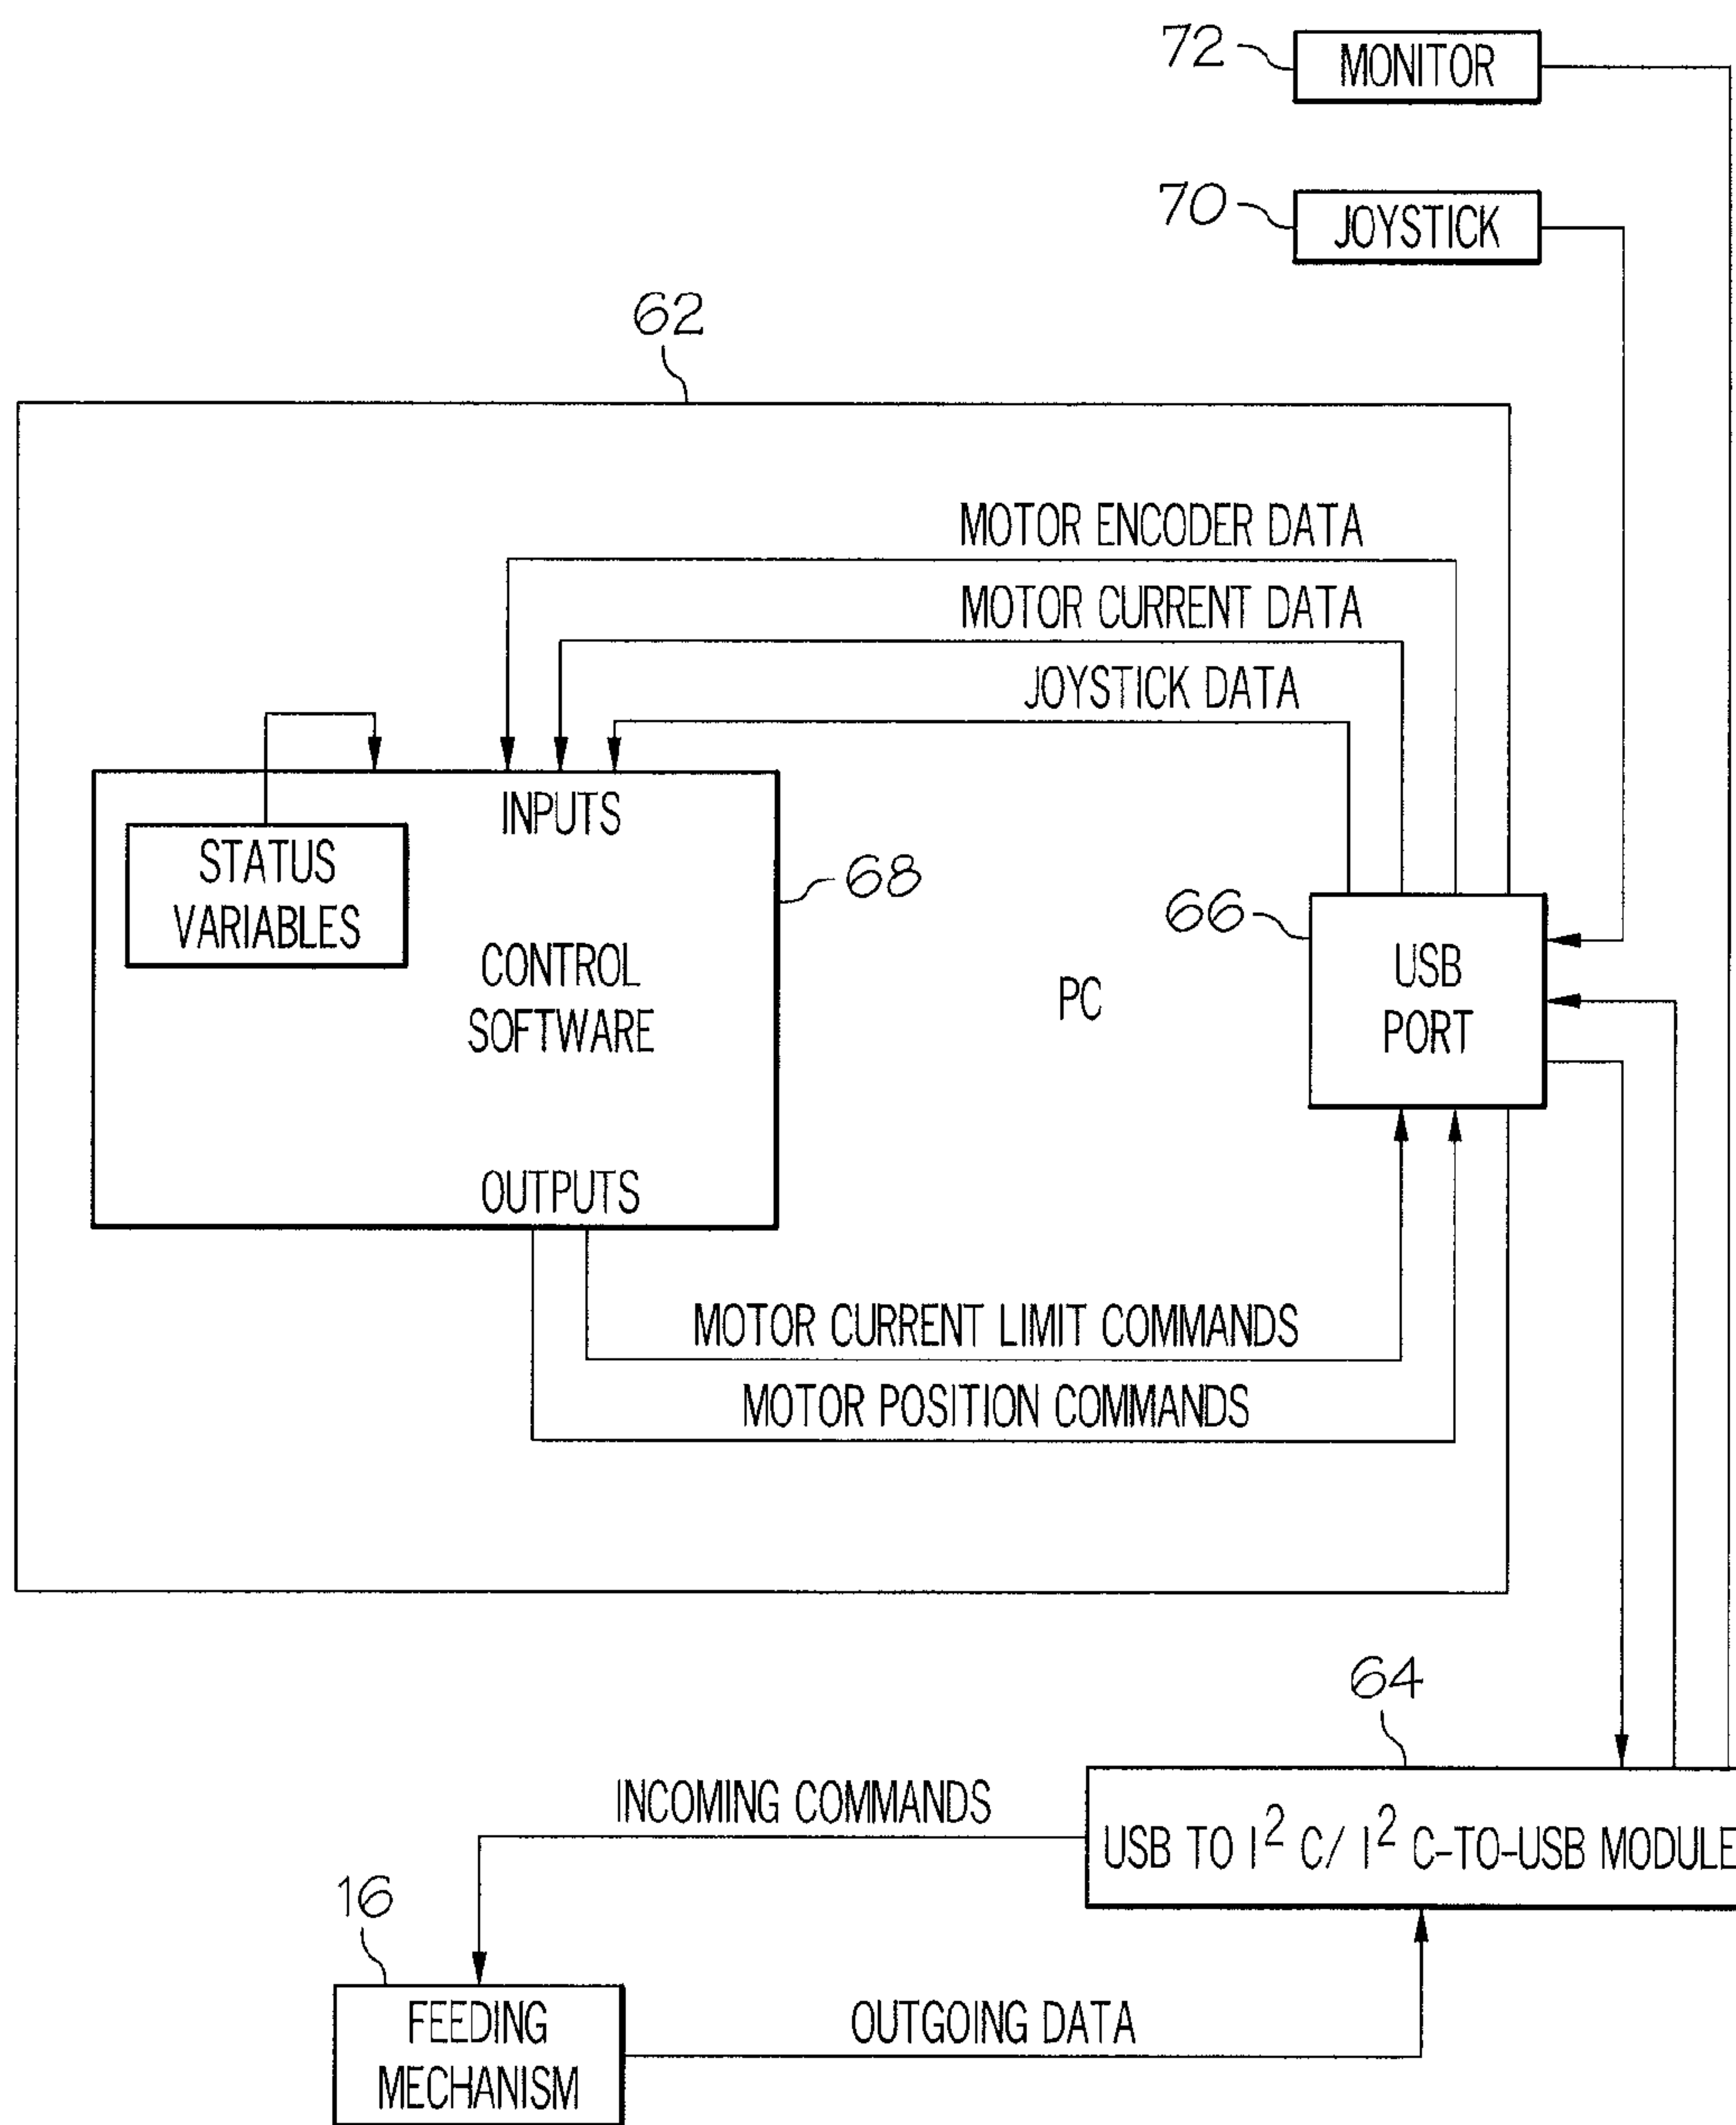 72 MONITOR
70 JOYSTICK
62
MOTOR ENCODER DATA
MOTOR CURRENT DATA
JOYSTICK DATA
INPUTS
STATUS
VARIABLES
68
CONTROL
SOFTWARE
PC
66
USB
PORT
OUTPUTS
MOTOR CURRENT LIMIT COMMANDS
MOTOR POSITION COMMANDS
64
INCOMING COMMANDS
USB TO I² C/ I² C-TO-USB MODULE
16
FEEDING
MECHANISM
OUTGOING DATA